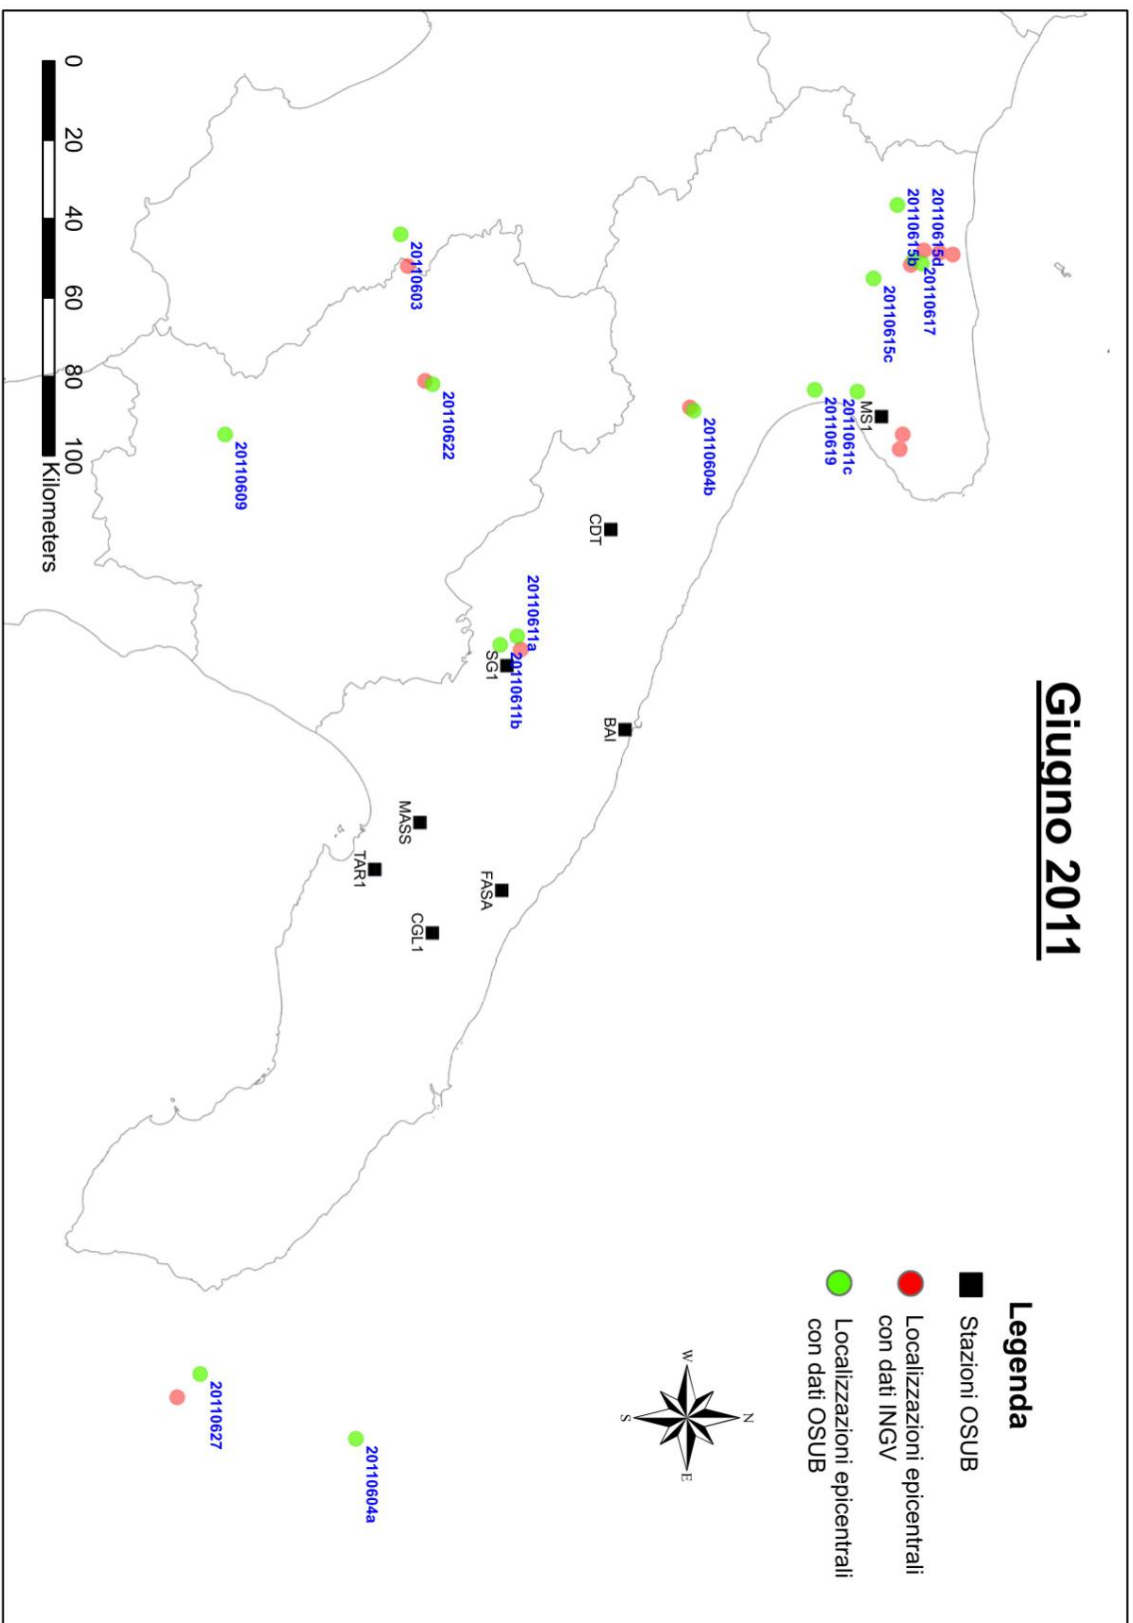 Giugno 2011
Legenda
Stazioni OSUB
Localizzazioni epicentrali
con dati INGV
Localizzazioni epicentrali
con dati OSUB
N
W
E
S
20110615d
20110615b
20110617
20110615c
MS1
20110611c
20110619
20110604b
CDT
BAI
20110611a
20110611b
SG1
FASA
MASS
CGL1
TAR1
20110603
20110622
20110609
20110604a
20110627
0 20 40 60 80 100
Kilometers